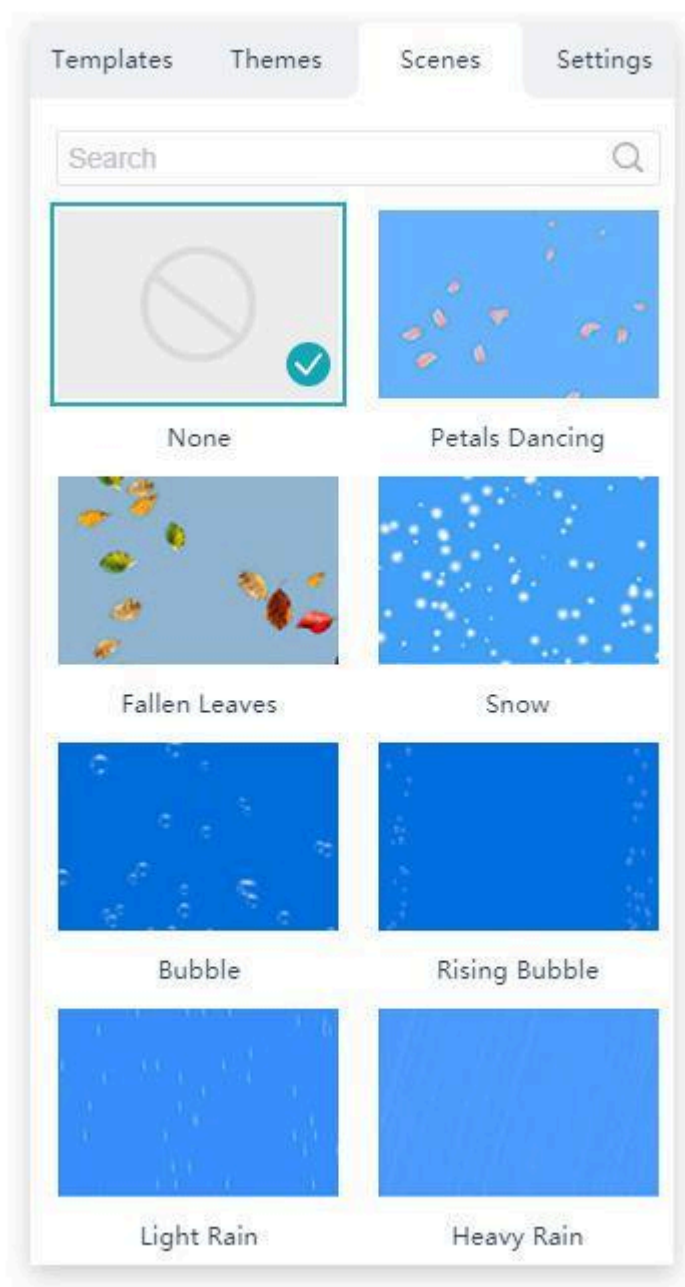 Templates Themes Scenes Settings
Search
None Petals Dancing
Fallen Leaves Snow
Bubble Rising Bubble
Light Rain Heavy Rain